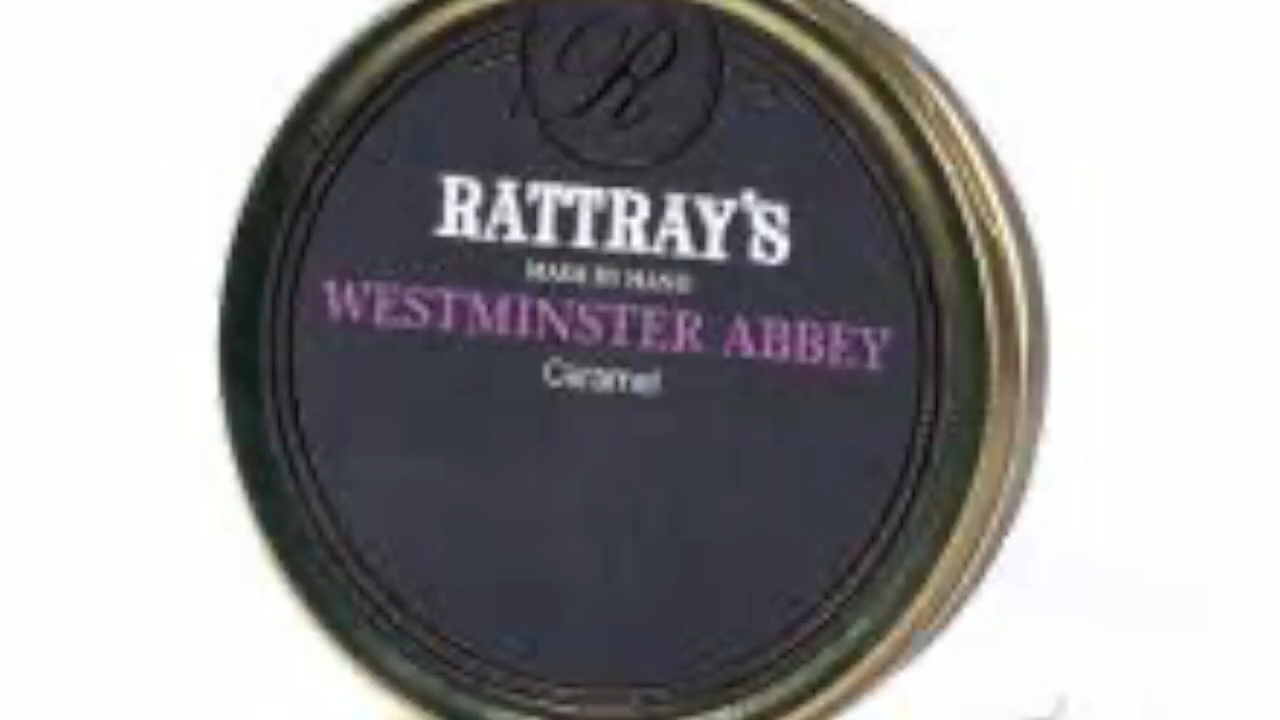 R
RATTRAY'S
MADE BY HAND
WESTMINSTER ABBEY
Caramel